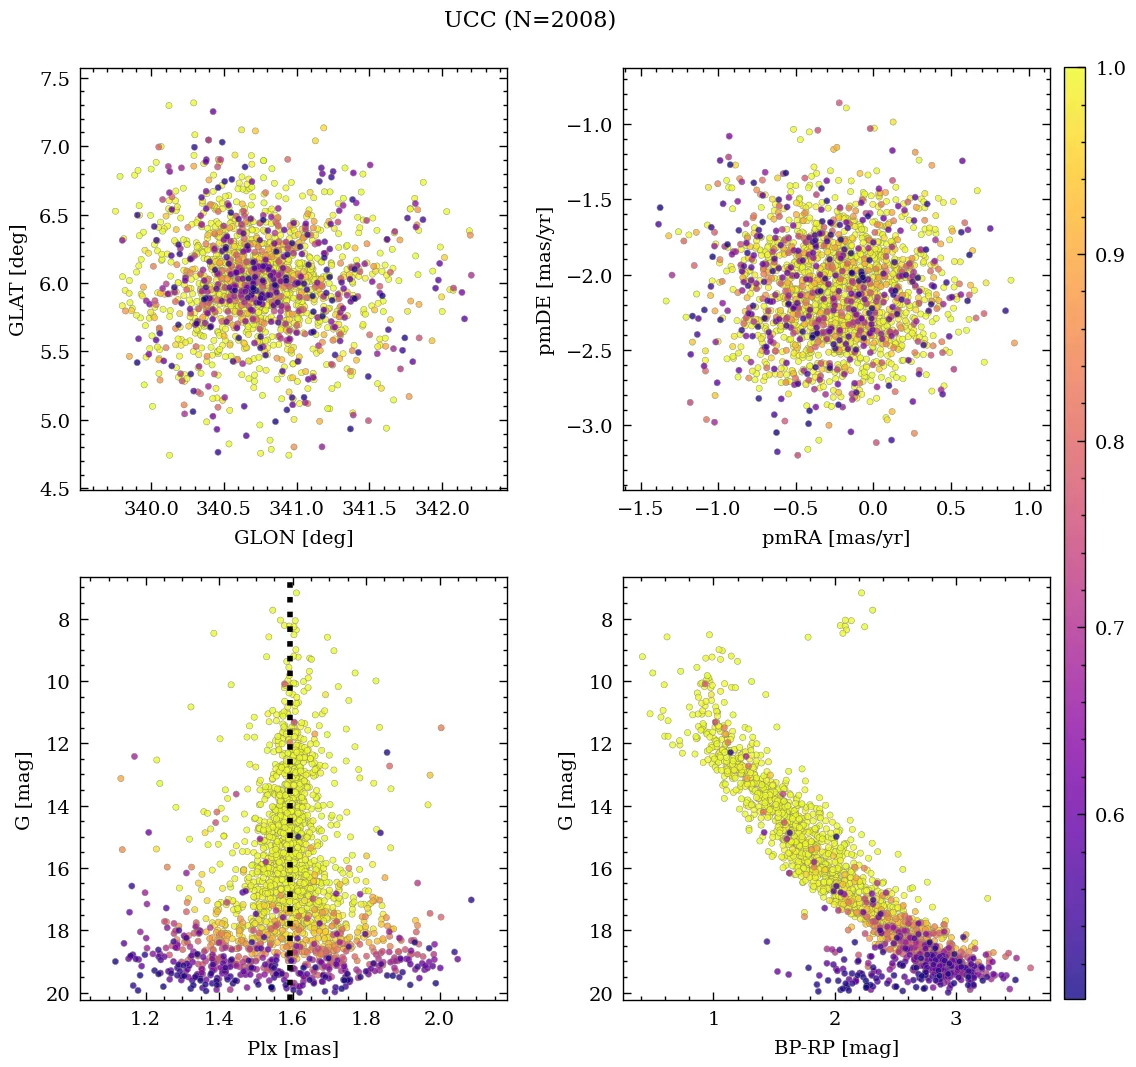 UCC (N=2008)
7.5
7.0
6.5
6.0
5.5
5.0
4.5
GLAT [deg]
340.0 340.5 341.0 341.5 342.0
GLON [deg]
−1.0
−1.5
−2.0
−2.5
−3.0
pmDE [mas/yr]
−1.5 −1.0 −0.5 0.0 0.5 1.0
pmRA [mas/yr]
1.0
0.9
0.8
0.7
0.6
8
10
12
14
16
18
20
G [mag]
1.2 1.4 1.6 1.8 2.0
Plx [mas]
8
10
12
14
16
18
20
G [mag]
1 2 3
BP-RP [mag]